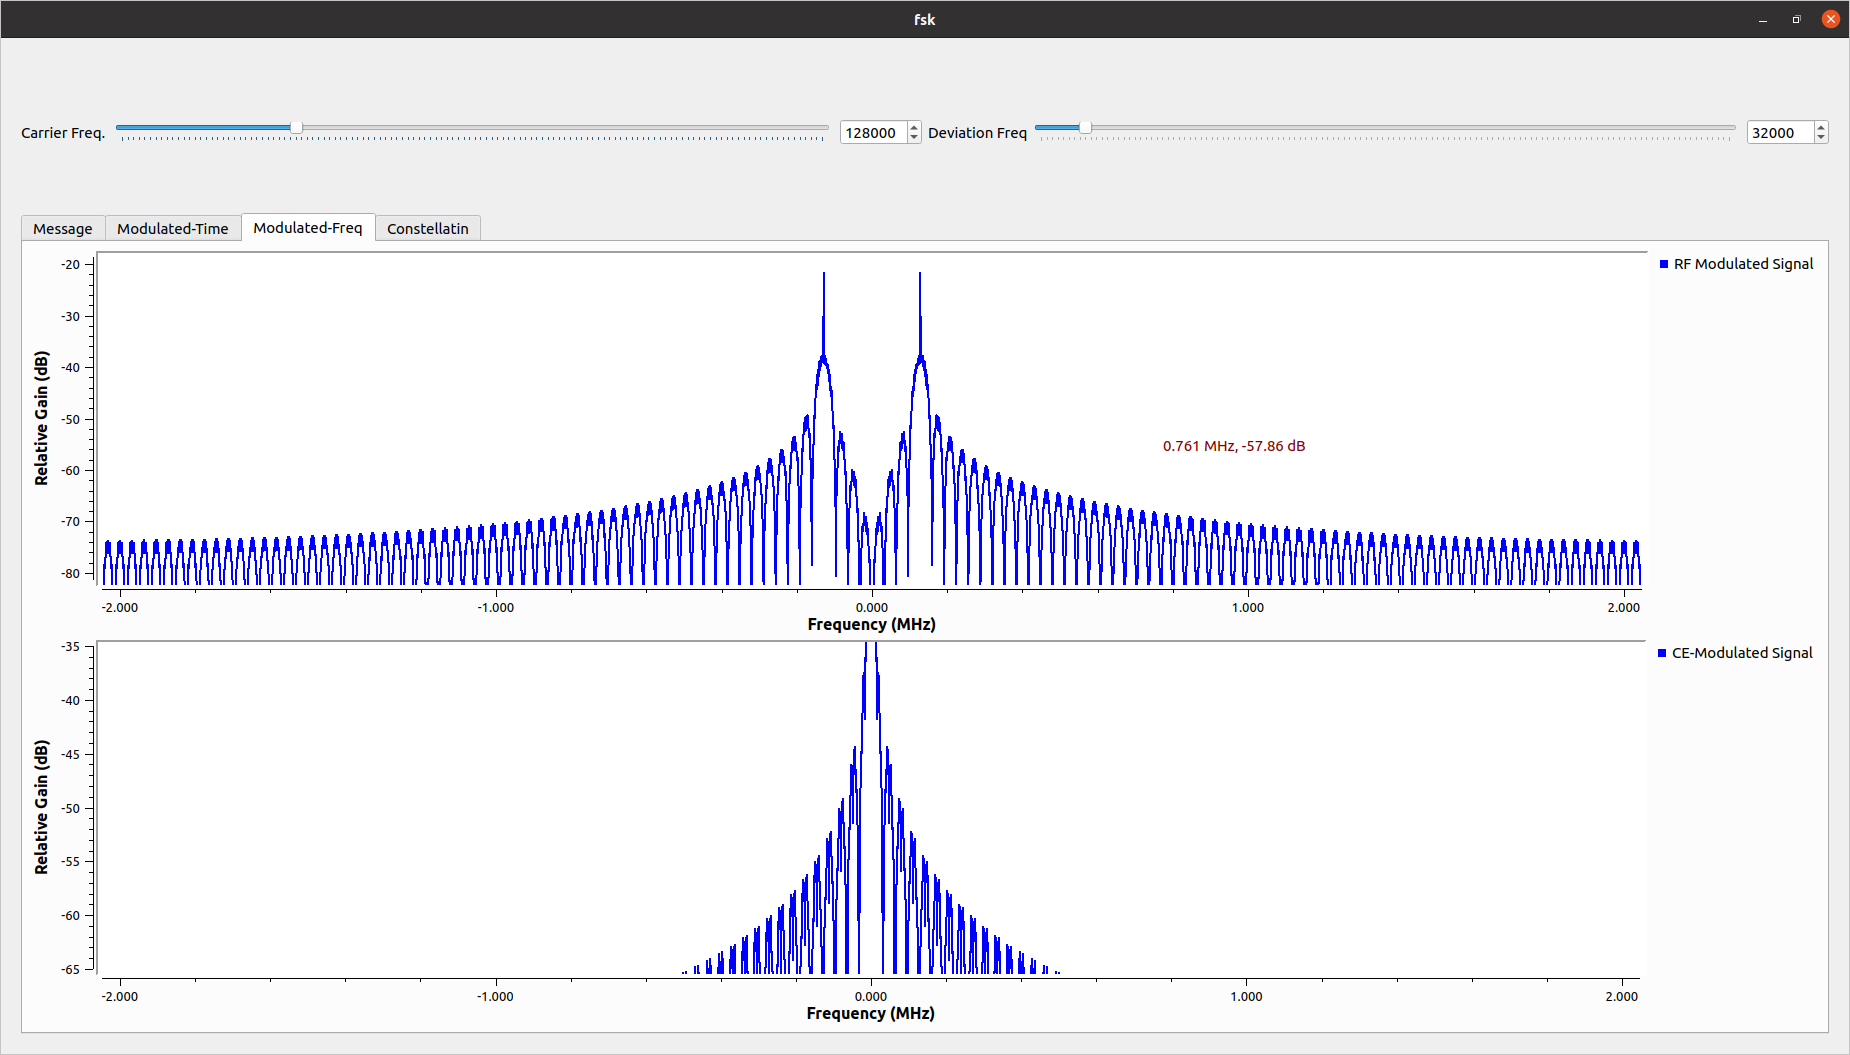 fsk
Carrier Freq. 128000 Deviation Freq 32000
Message Modulated-Time Modulated-Freq Constellatin
-20
-30
-40
-50
-60
-70
-80
Relative Gain (dB)
RF Modulated Signal
0.761 MHz, -57.86 dB
-2.000 -1.000 0.000 1.000 2.000
Frequency (MHz)
-35
-40
-45
-50
-55
-60
-65
Relative Gain (dB)
CE-Modulated Signal
-2.000 -1.000 0.000 1.000 2.000
Frequency (MHz)